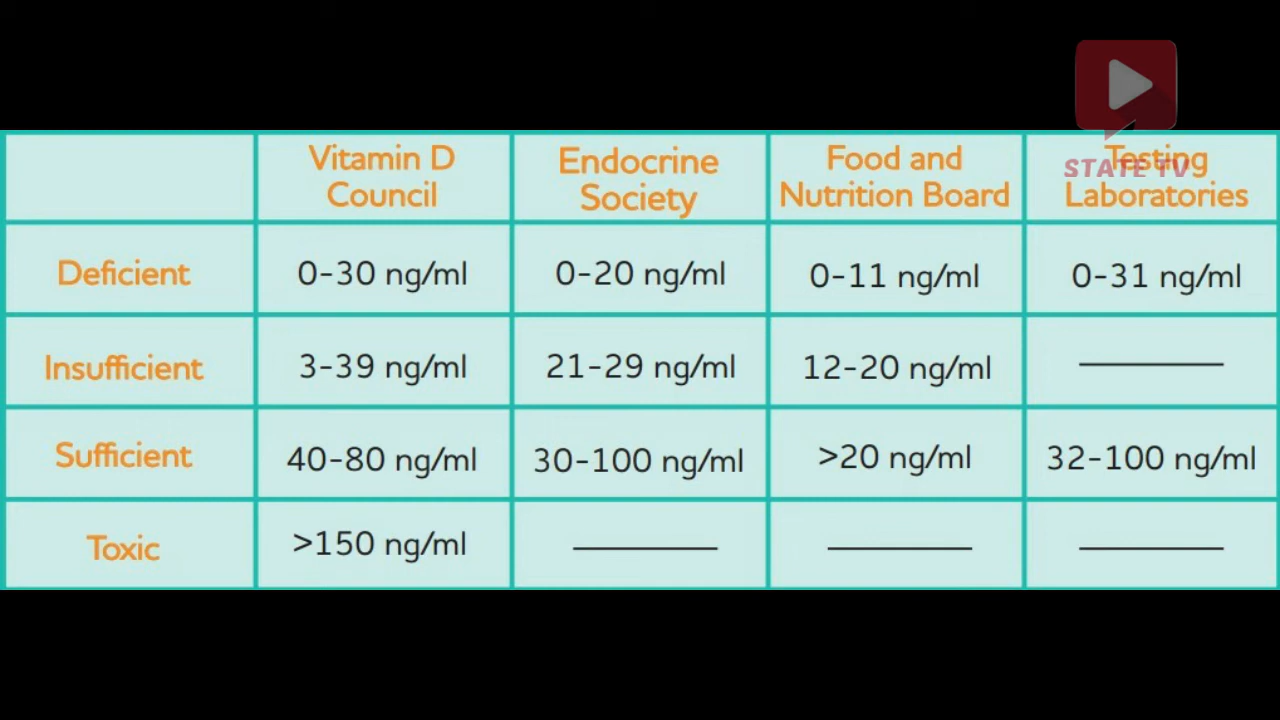 STATE TV
Vitamin D Council
Endocrine Society
Food and Nutrition Board
Testing Laboratories
Deficient 0-30 ng/ml 0-20 ng/ml 0-11 ng/ml 0-31 ng/ml
Insufficient 3-39 ng/ml 21-29 ng/ml 12-20 ng/ml
Sufficient 40-80 ng/ml 30-100 ng/ml >20 ng/ml 32-100 ng/ml
Toxic >150 ng/ml